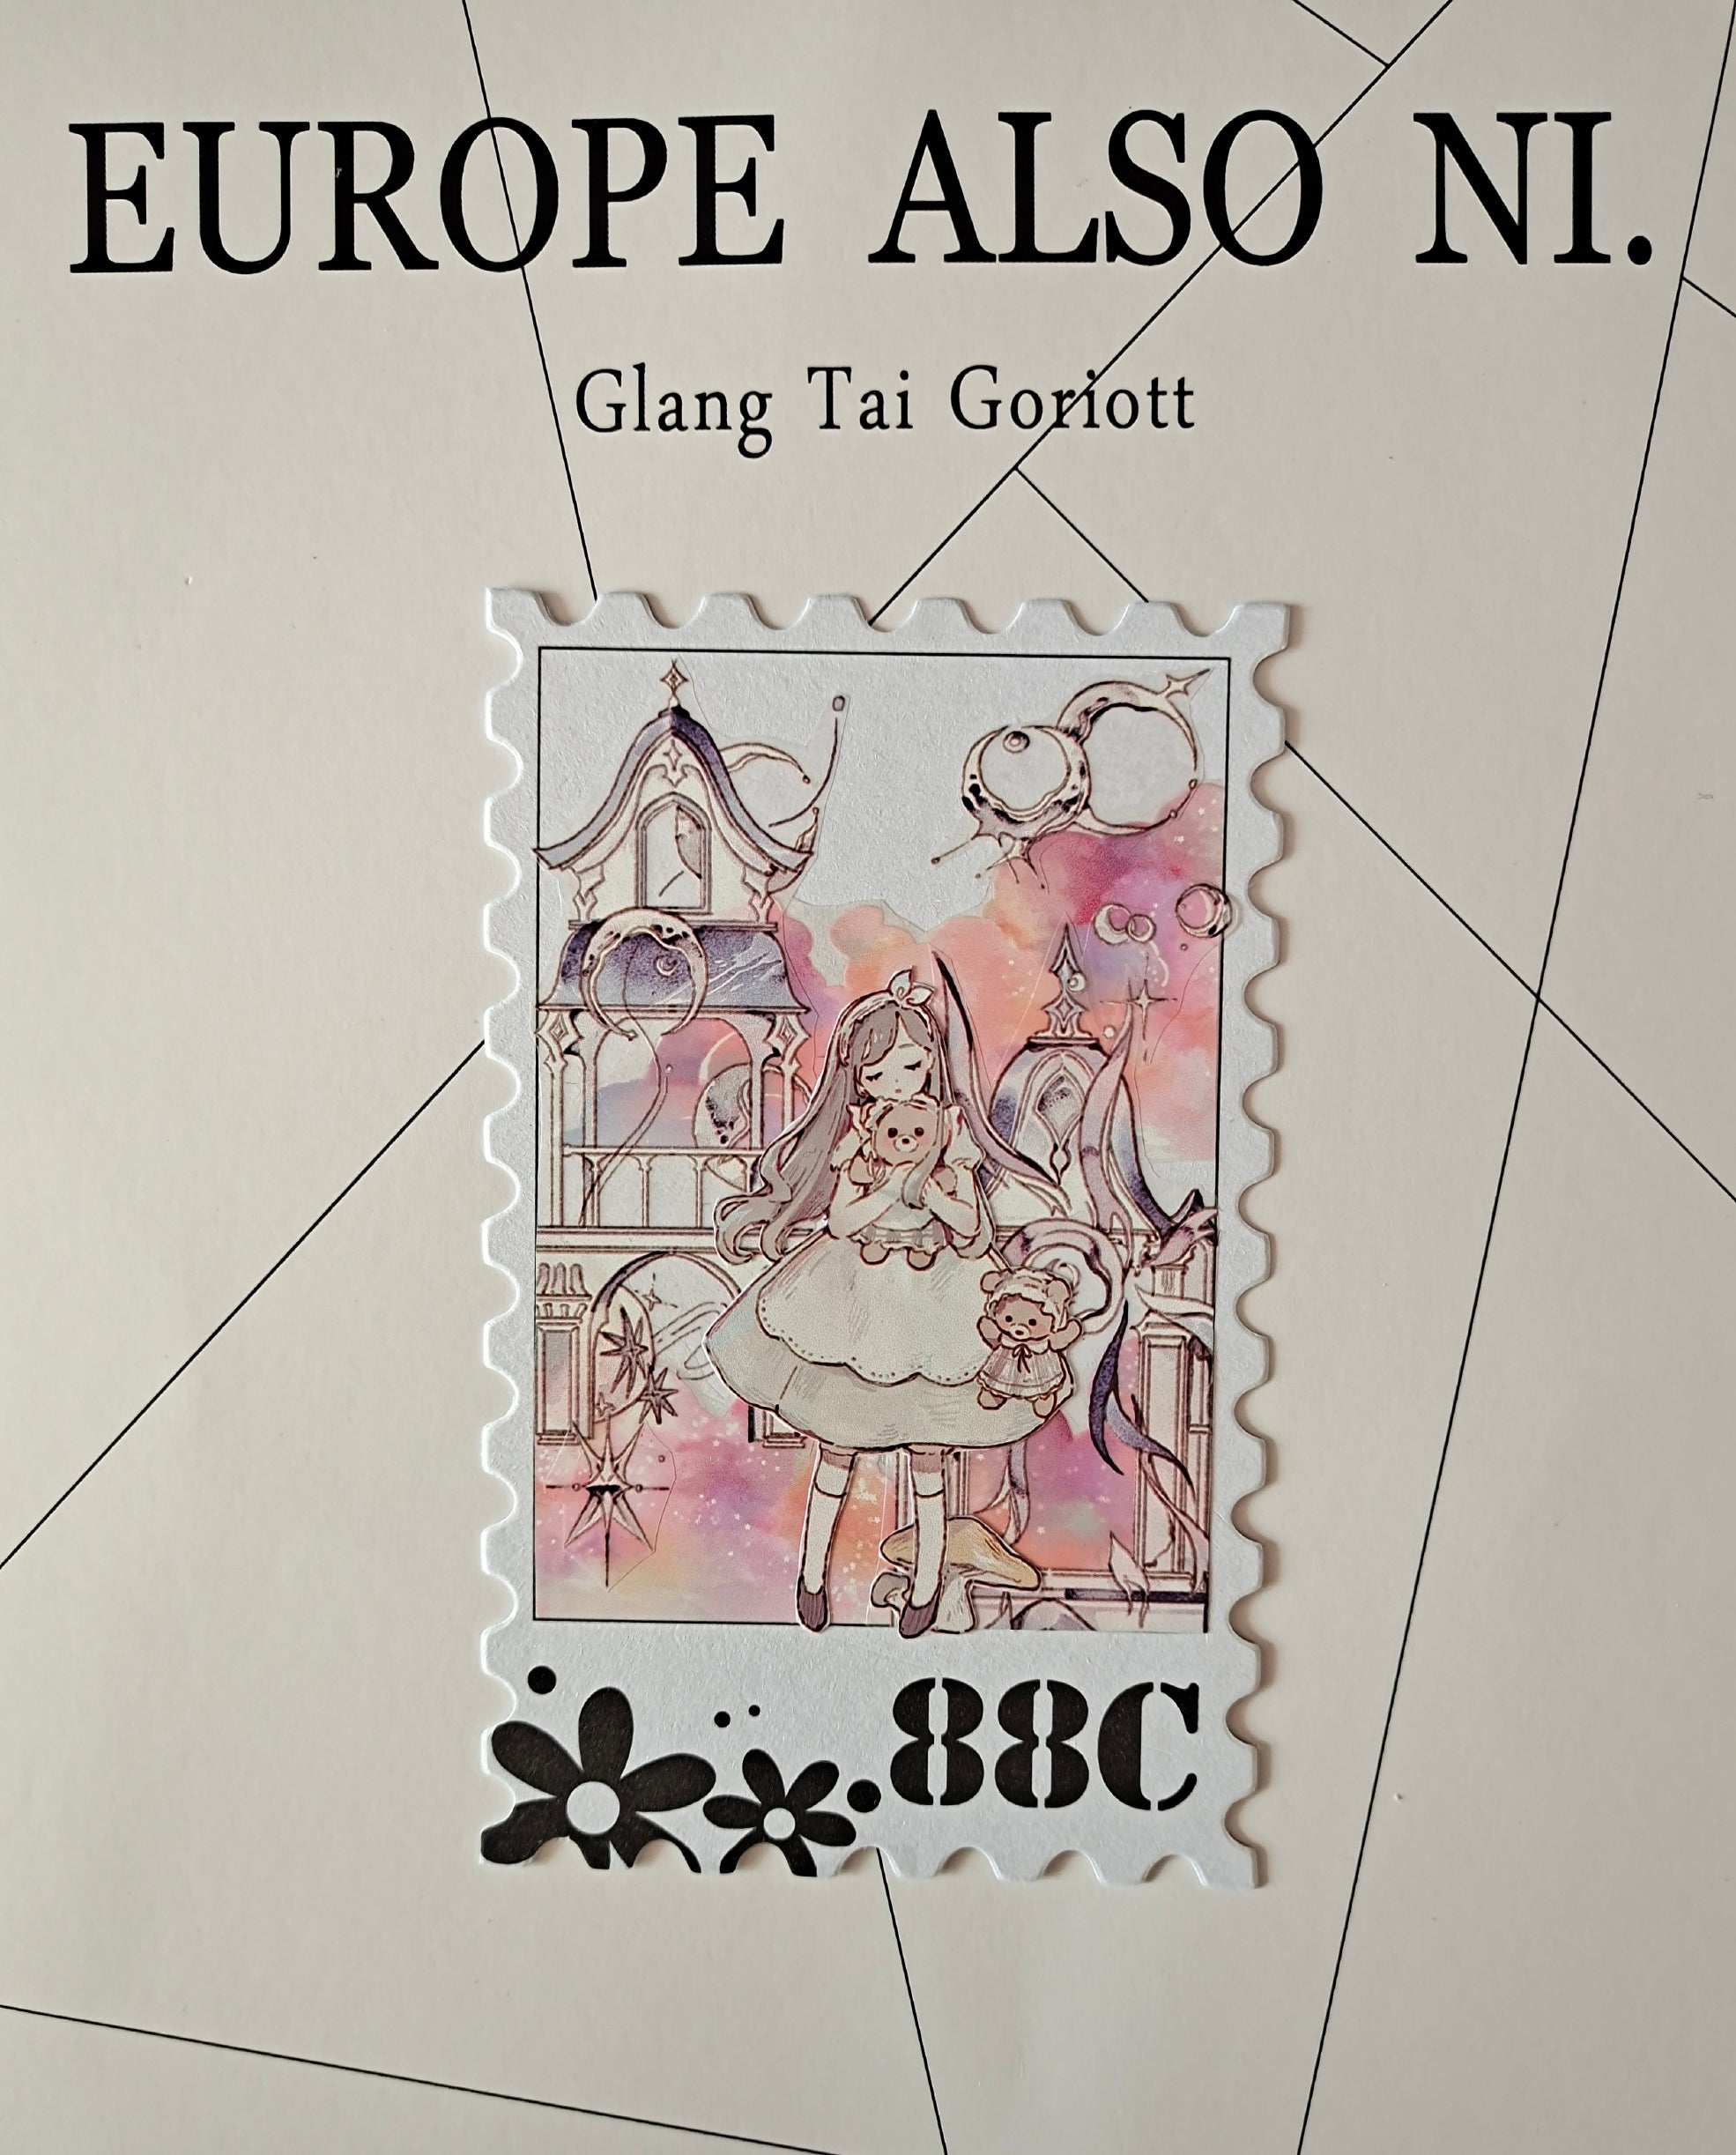 EUROPE ALSO NI.
Glang Tai Goriott
.88C